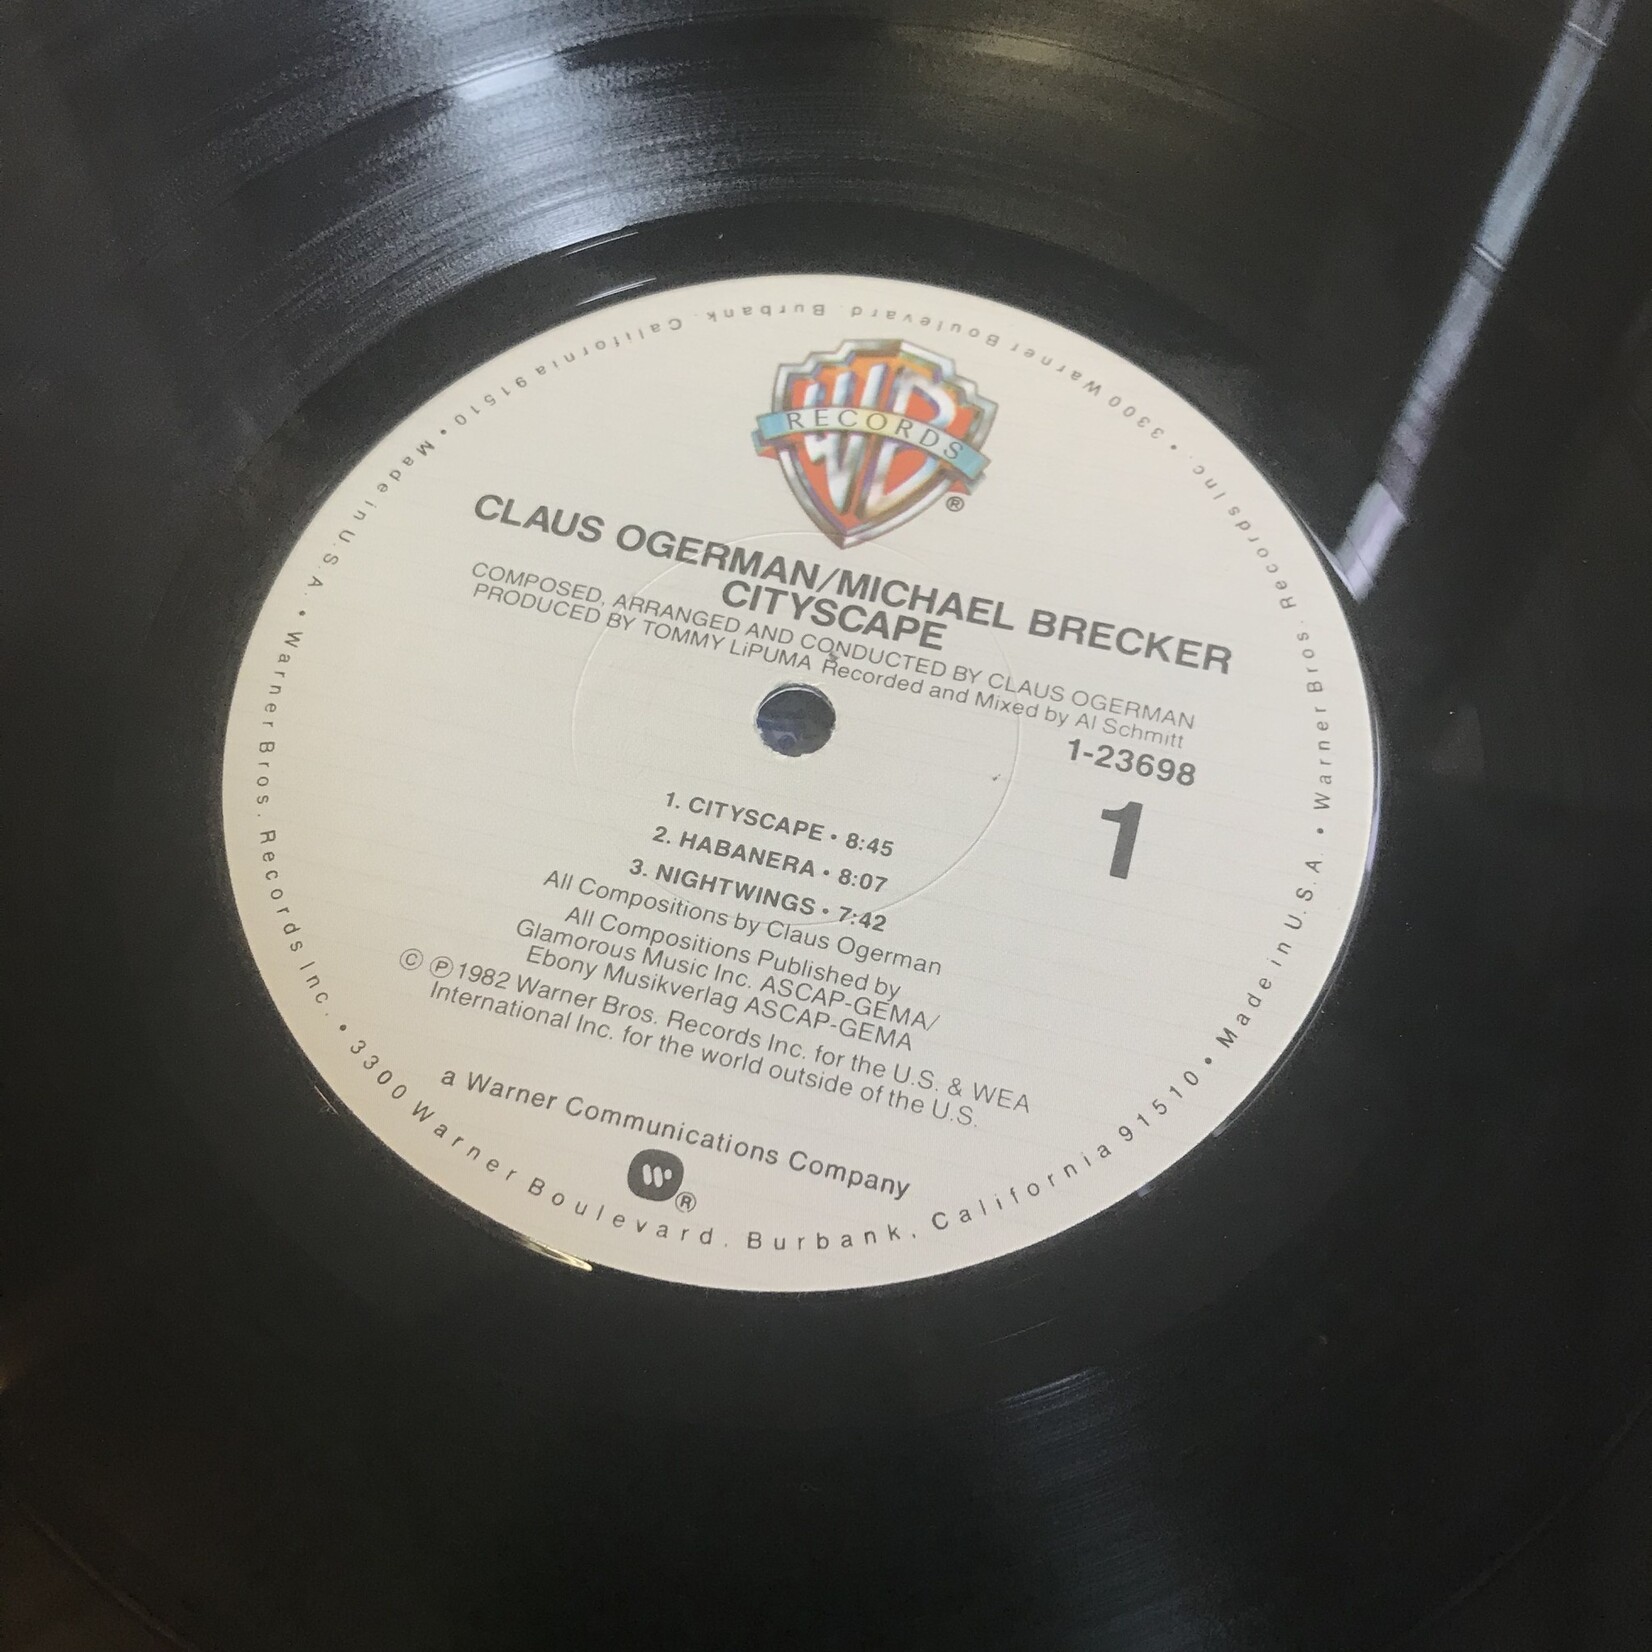 WB
RECORDS
®
CLAUS OGERMAN/MICHAEL BRECKER
CITYSCAPE
COMPOSED, ARRANGED AND CONDUCTED BY CLAUS OGERMAN
PRODUCED BY TOMMY LiPUMA Recorded and Mixed by Al Schmitt
1-23698
1
1. CITYSCAPE • 8:45
2. HABANERA • 8:07
3. NIGHTWINGS • 7:42
All Compositions by Claus Ogerman
All Compositions Published by
Glamorous Music Inc. ASCAP-GEMA/
Ebony Musikverlag ASCAP-GEMA
© ℗ 1982 Warner Bros. Records Inc. for the U.S. & WEA
International Inc. for the world outside of the U.S.
a Warner Communications Company
W ®
Warner Bros. Records Inc. • 3300 Warner Boulevard, Burbank, California 91510 • Made in U.S.A. • Warner Bros. Records Inc. • 3300 Warner Boulevard, Burbank, California 91510 • Made in U.S.A. •